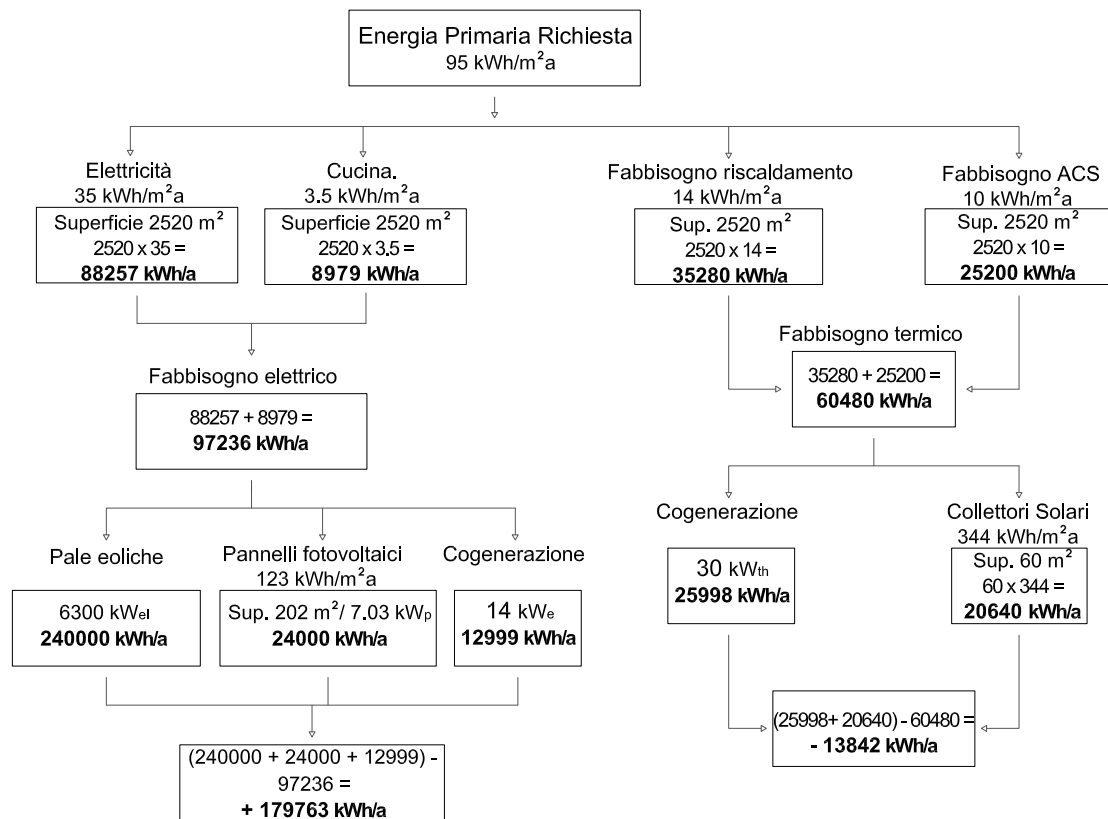 Energia Primaria Richiesta
95 kWh/m²a
Elettricità
35 kWh/m²a
Superficie 2520 m²
2520 x 35 =
88257 kWh/a
Cucina.
3.5 kWh/m²a
Superficie 2520 m²
2520 x 3.5 =
8979 kWh/a
Fabbisogno riscaldamento
14 kWh/m²a
Sup. 2520 m²
2520 x 14 =
35280 kWh/a
Fabbisogno ACS
10 kWh/m²a
Sup. 2520 m²
2520 x 10 =
25200 kWh/a
Fabbisogno elettrico
88257 + 8979 =
97236 kWh/a
Fabbisogno termico
35280 + 25200 =
60480 kWh/a
Pale eoliche
6300 kWel
240000 kWh/a
Pannelli fotovoltaici
123 kWh/m²a
Sup. 202 m²/ 7.03 kWp
24000 kWh/a
Cogenerazione
14 kWe
12999 kWh/a
Cogenerazione
30 kWth
25998 kWh/a
Collettori Solari
344 kWh/m²a
Sup. 60 m²
60 x 344 =
20640 kWh/a
(240000 + 24000 + 12999) -
97236 =
+ 179763 kWh/a
(25998+ 20640) - 60480 =
- 13842 kWh/a